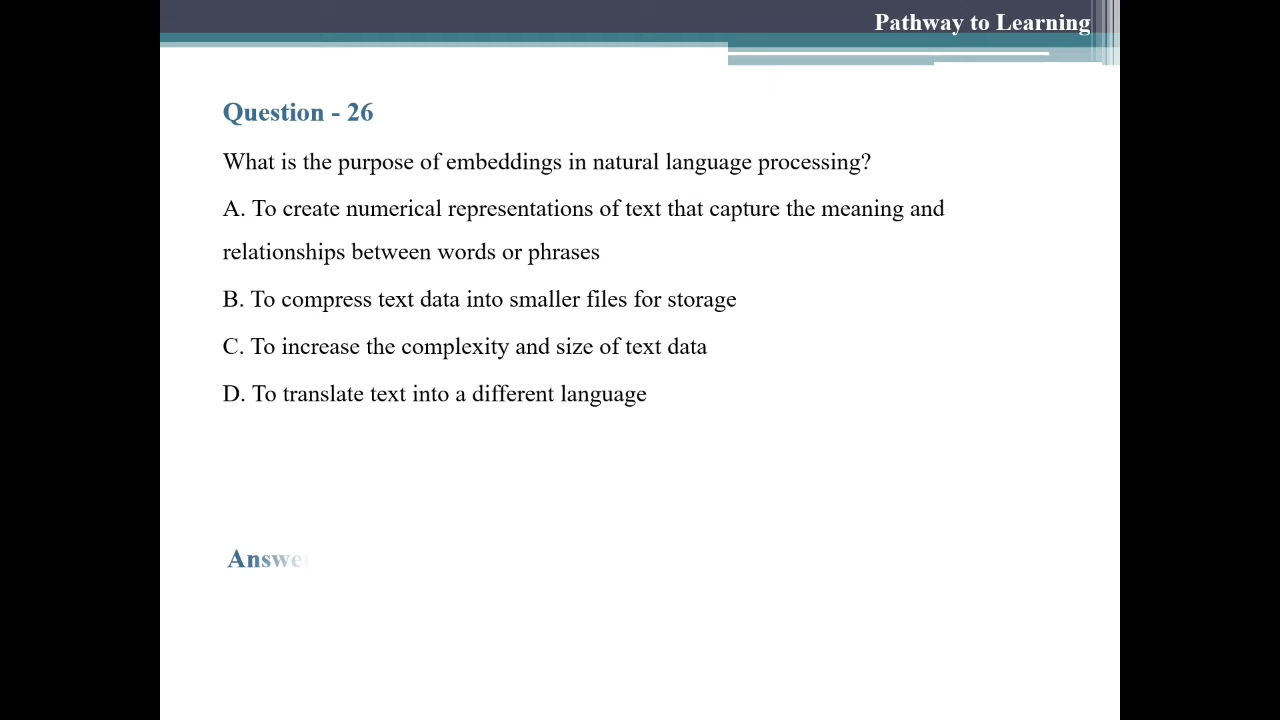 Pathway to Learning
Question - 26
What is the purpose of embeddings in natural language processing?
A. To create numerical representations of text that capture the meaning and
relationships between words or phrases
B. To compress text data into smaller files for storage
C. To increase the complexity and size of text data
D. To translate text into a different language
Answe